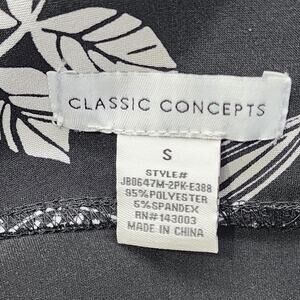 CLASSIC CONCEPTS
S
STYLE#
JB0647M-2PK-E388
95%POLYESTER
5%SPANDEX
RN#143003
MADE IN CHINA